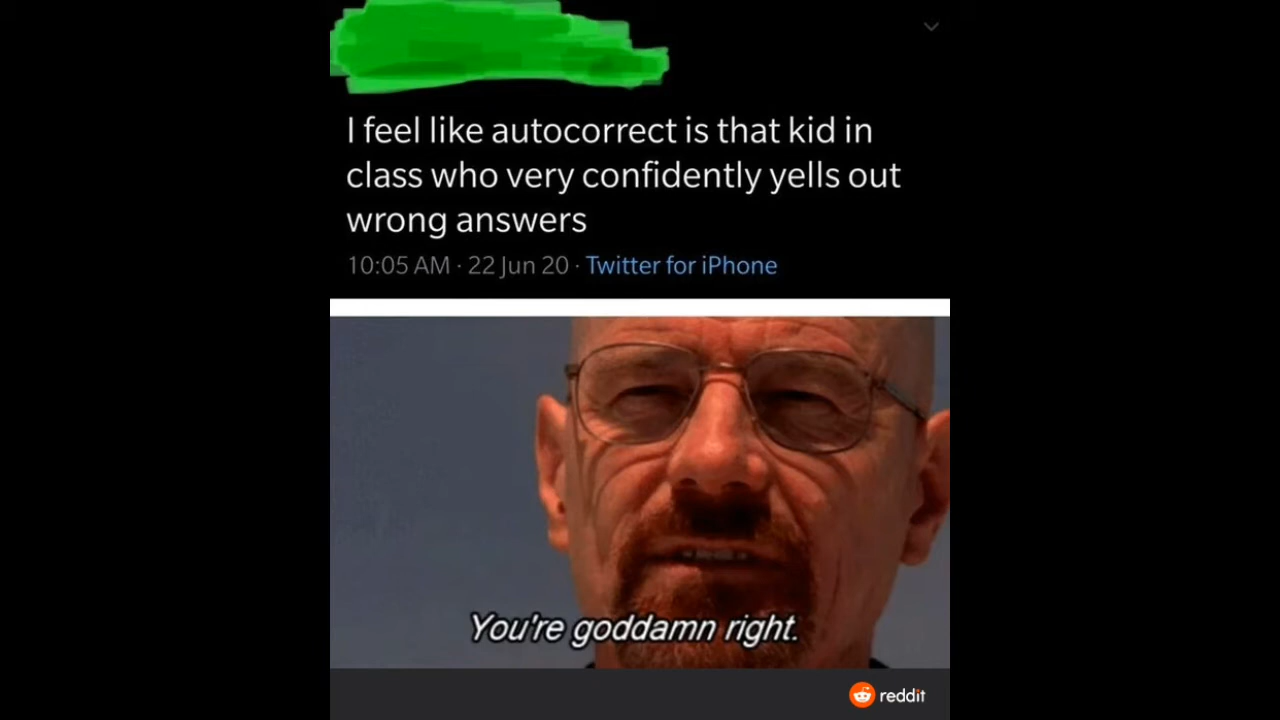 I feel like autocorrect is that kid in
class who very confidently yells out
wrong answers
10:05 AM · 22 Jun 20 · Twitter for iPhone
You're goddamn right.
reddit